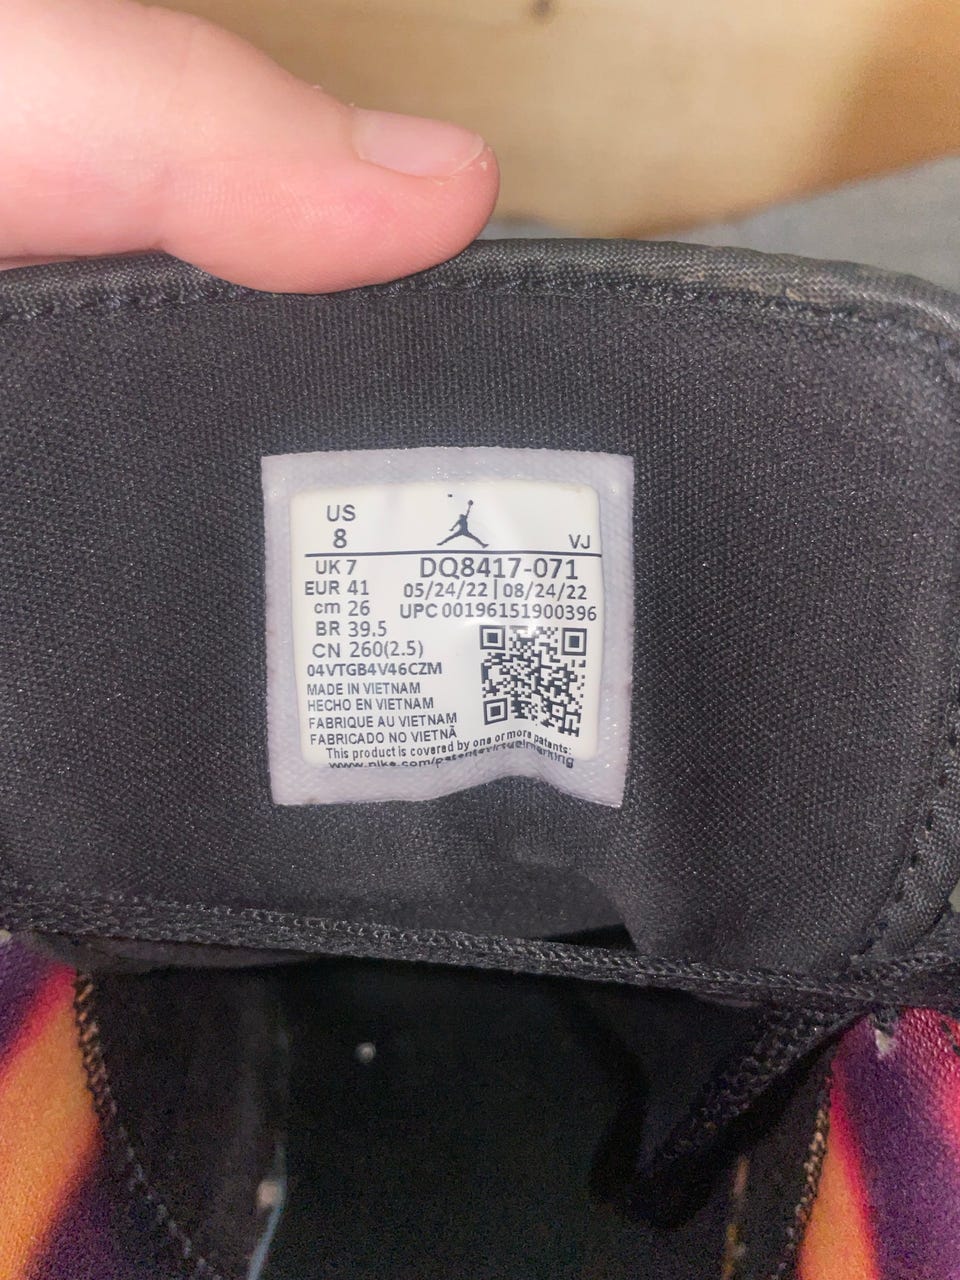 US
8
VJ
UK 7
DQ8417-071
EUR 41
05/24/22 | 08/24/22
cm 26
UPC 00196151900396
BR 39.5
CN 260(2.5)
04VTGB4V46CZM
MADE IN VIETNAM
HECHO EN VIETNAM
FABRIQUE AU VIETNAM
FABRICADO NO VIETNÃ
This product is covered by one or more patents: